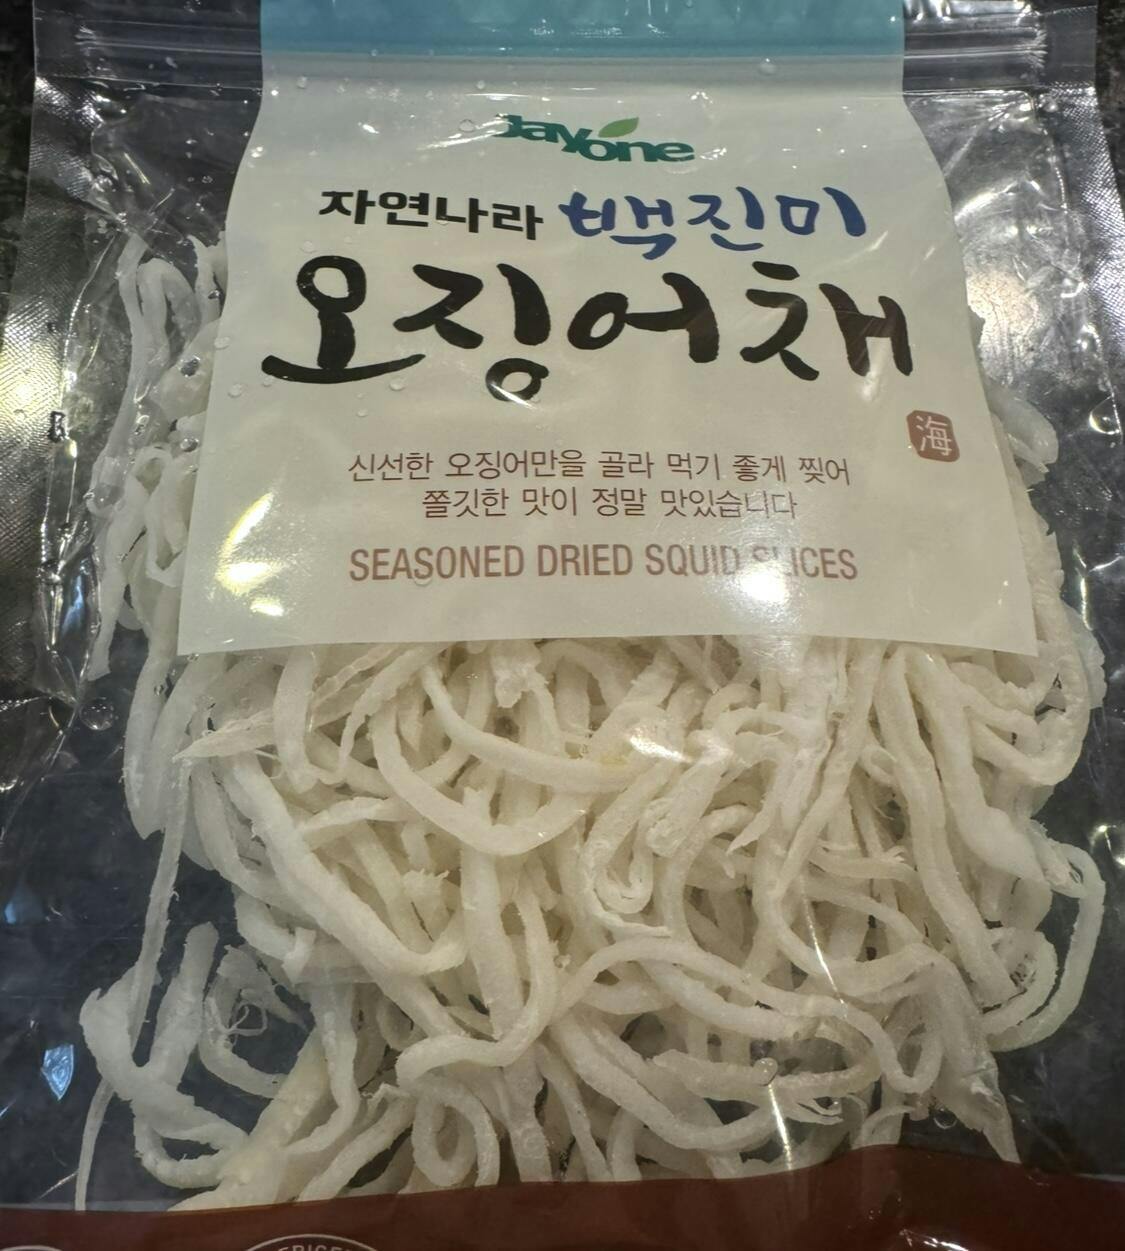 Jayone
자연나라 백진미
오징어채
海
신선한 오징어만을 골라 먹기 좋게 찢어
쫄깃한 맛이 정말 맛있습니다
SEASONED DRIED SQUID SLICES